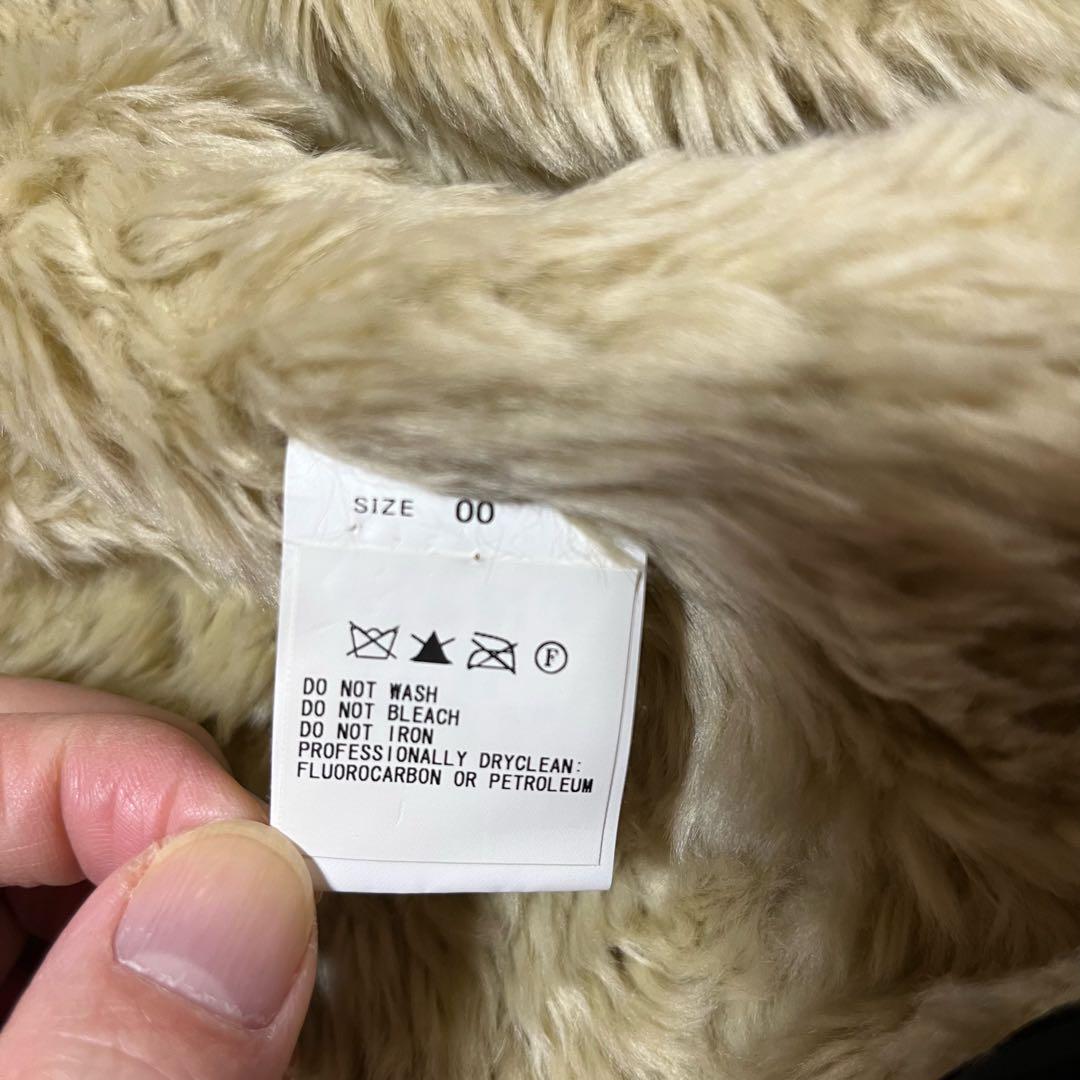 SIZE 00
F
DO NOT WASH
DO NOT BLEACH
DO NOT IRON
PROFESSIONALLY DRYCLEAN:
FLUOROCARBON OR PETROLEUM